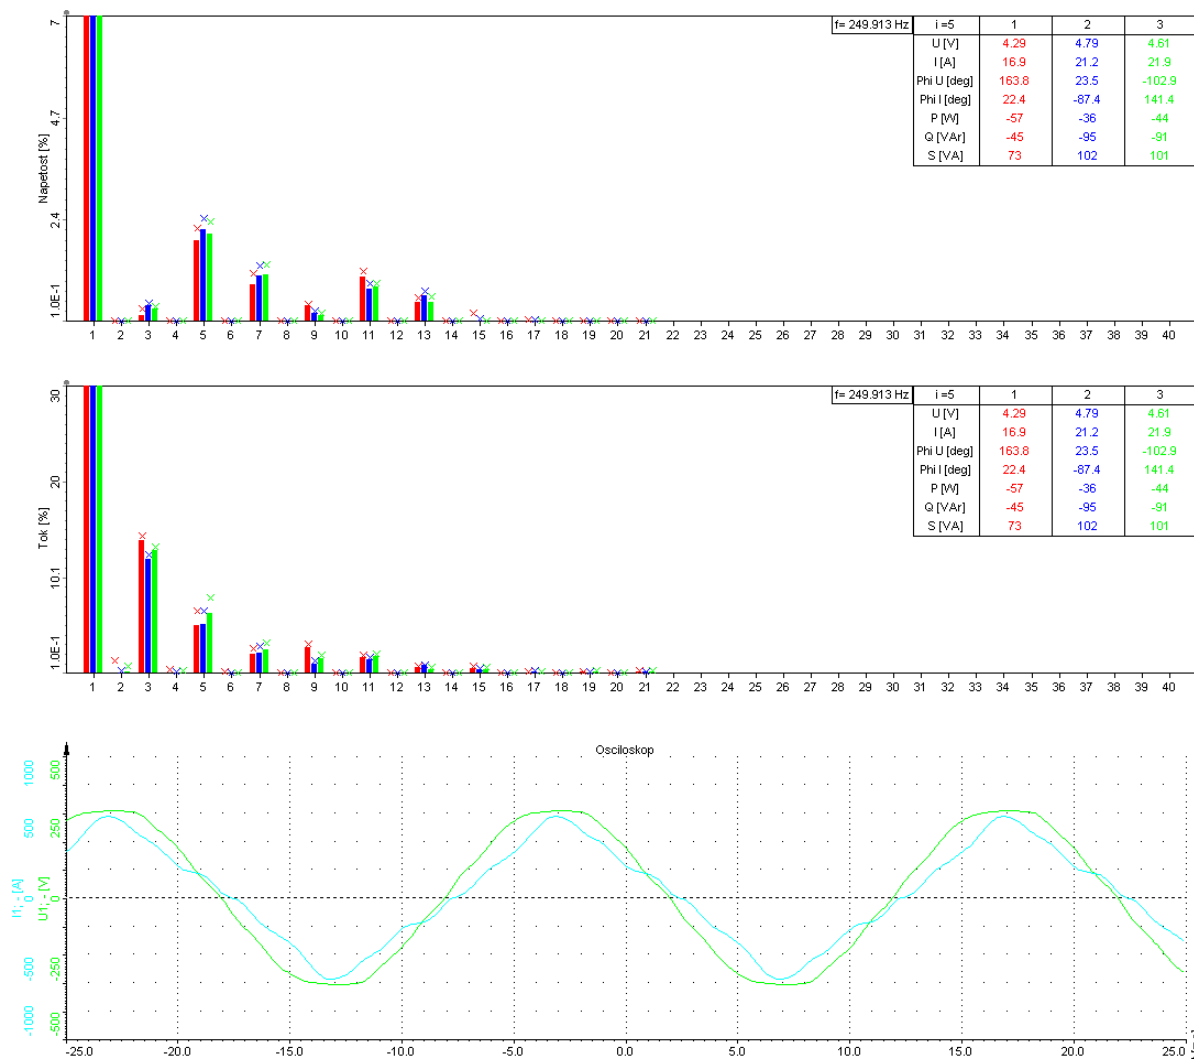 7
4.7
2.4
1.0E-1
Napetost [%]
f= 249.913 Hz i =5 1 2 3
U [V] 4.29 4.79 4.61
I [A] 16.9 21.2 21.9
Phi U [deg] 163.8 23.5 -102.9
Phi I [deg] 22.4 -87.4 141.4
P [W] -57 -36 -44
Q [VAr] -45 -95 -91
S [VA] 73 102 101
1 2 3 4 5 6 7 8 9 10 11 12 13 14 15 16 17 18 19 20 21 22 23 24 26 27 28 29 30 31 33 34 35 36 37 38 40
30
20
10.1
1.0E-1
Tok [%]
f= 249.913 Hz i =5 1 2 3
U [V] 4.29 4.79 4.61
I [A] 16.9 21.2 21.9
Phi U [deg] 163.8 23.5 -102.9
Phi I [deg] 22.4 -87.4 141.4
P [W] -57 -36 -44
Q [VAr] -45 -95 -91
S [VA] 73 102 101
1 2 3 4 5 6 7 8 9 10 11 12 13 14 15 16 17 18 19 20 21 22 23 24 26 27 28 29 30 31 33 34 35 36 37 38 40
Osciloskop
1000 500
500 250
0 0
-500 -250
-1000 -500
I1; - [A]
U1; - [V]
-25.0 -20.0 -15.0 -10.0 -5.0 0.0 5.0 10.0 15.0 20.0 25.0